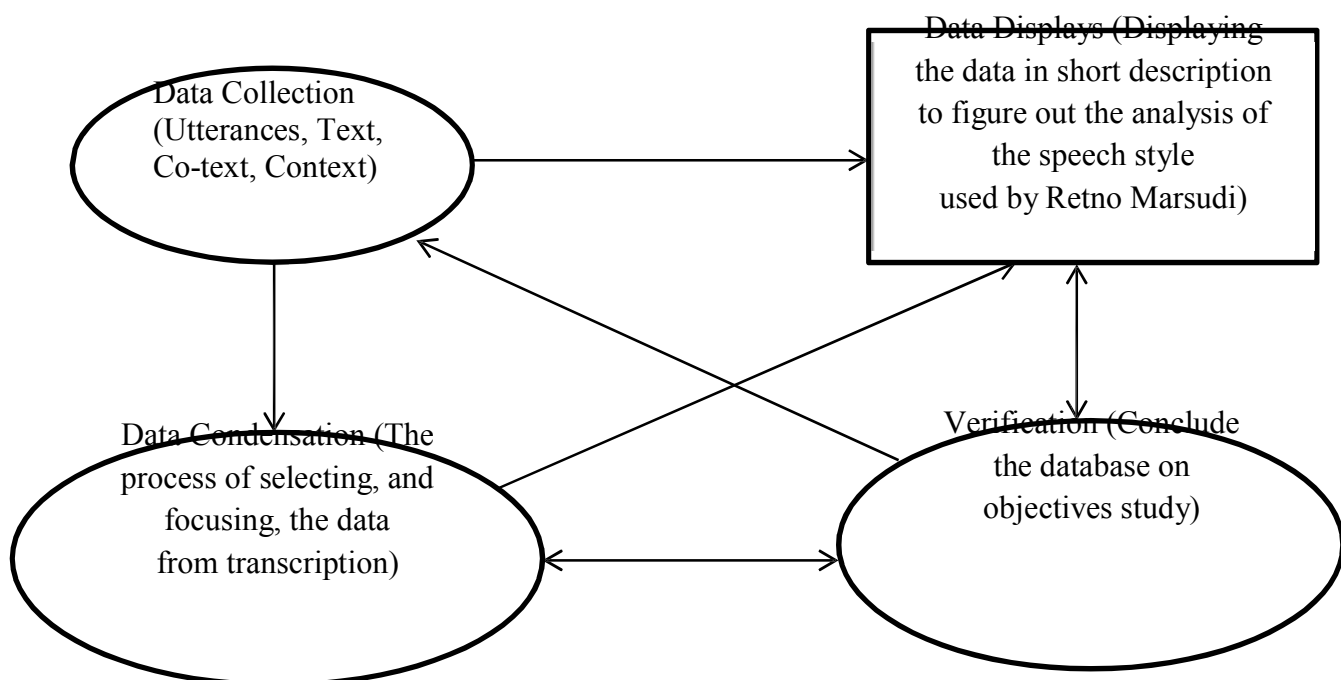 Data Collection
(Utterances, Text,
Co-text, Context)
Data Displays (Displaying
the data in short description
to figure out the analysis of
the speech style
used by Retno Marsudi)
Data Condensation (The
process of selecting, and
focusing, the data
from transcription)
Verification (Conclude
the database on
objectives study)